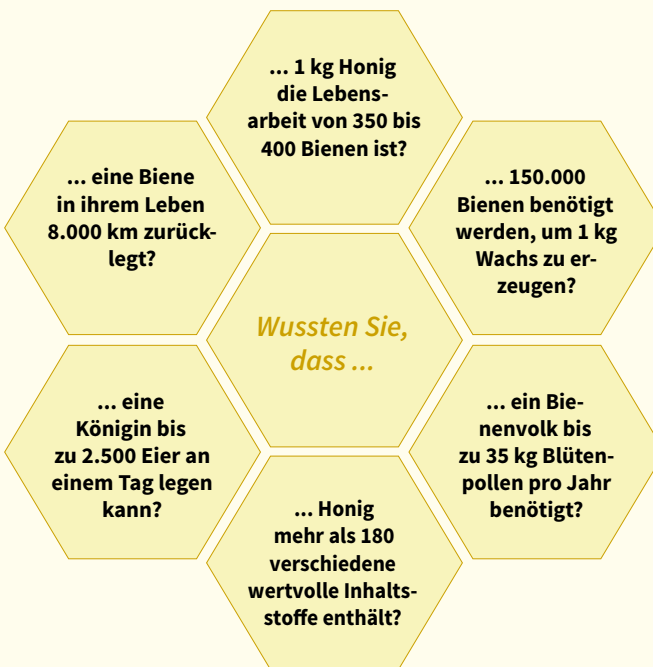 ... 1 kg Honig
die Lebens-
arbeit von 350 bis
400 Bienen ist?
... eine Biene
in ihrem Leben
8.000 km zurück-
legt?
... 150.000
Bienen benötigt
werden, um 1 kg
Wachs zu er-
zeugen?
Wussten Sie,
dass ...
... eine
Königin bis
zu 2.500 Eier an
einem Tag legen
kann?
... ein Bie-
nenvolk bis
zu 35 kg Blüten-
pollen pro Jahr
benötigt?
... Honig
mehr als 180
verschiedene
wertvolle Inhalts-
stoffe enthält?